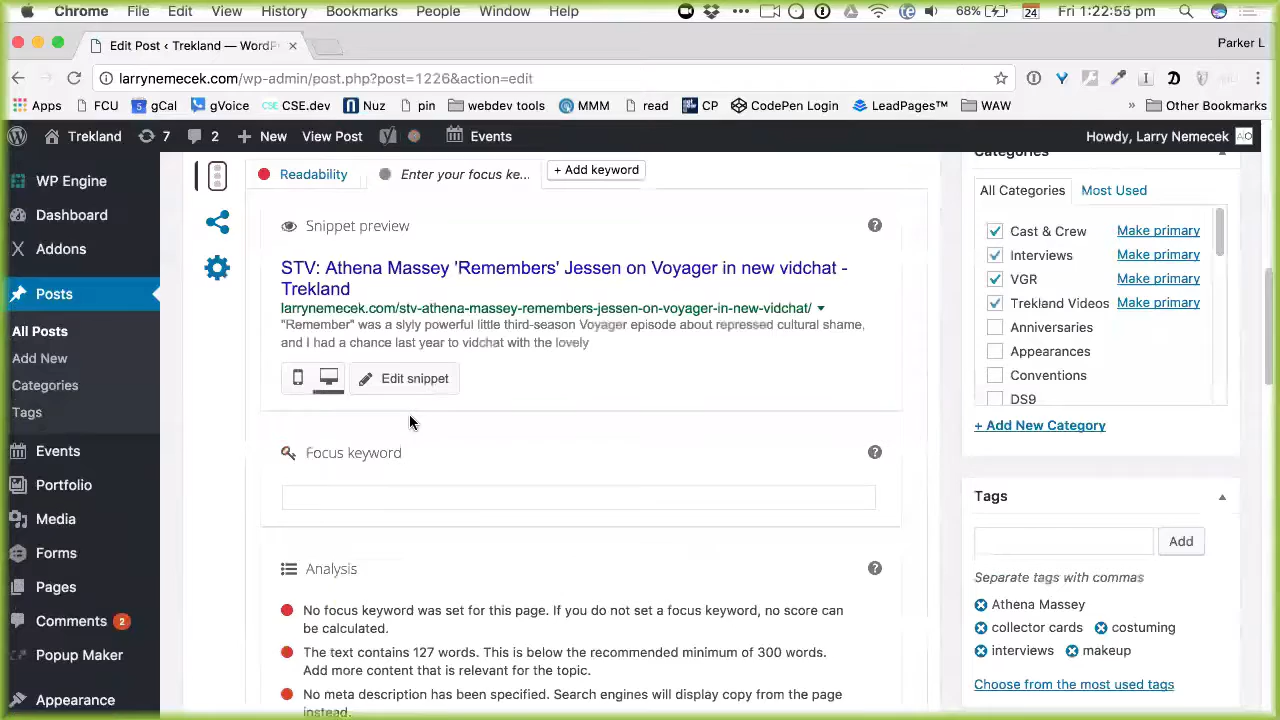 Chrome File Edit View History Bookmarks People Window Help 68% 24 Fri 1:22:55 pm
Edit Post ‹ Trekland — WordP Parker L
larrynemecek.com/wp-admin/post.php?post=1226&action=edit
Apps FCU gCal gVoice CSE.dev Nuz pin webdev tools MMM read CP CodePen Login LeadPages™ WAW » Other Bookmarks
Trekland 7 2 New View Post Events Howdy, Larry Nemecek
WP Engine
Dashboard
Addons
Posts
All Posts
Add New
Categories
Tags
Events
Portfolio
Media
Forms
Pages
Comments 2
Popup Maker
Appearance
Readability Enter your focus ke... + Add keyword
Snippet preview
STV: Athena Massey 'Remembers' Jessen on Voyager in new vidchat -
Trekland
larrynemecek.com/stv-athena-massey-remembers-jessen-on-voyager-in-new-vidchat/
"Remember" was a slyly powerful little third-season Voyager episode about repressed cultural shame,
and I had a chance last year to vidchat with the lovely
Edit snippet
Focus keyword
Analysis
No focus keyword was set for this page. If you do not set a focus keyword, no score can
be calculated.
The text contains 127 words. This is below the recommended minimum of 300 words.
Add more content that is relevant for the topic.
No meta description has been specified. Search engines will display copy from the page
instead.
Categories
All Categories Most Used
Cast & Crew Make primary
Interviews Make primary
VGR Make primary
Trekland Videos Make primary
Anniversaries
Appearances
Conventions
DS9
+ Add New Category
Tags
Add
Separate tags with commas
Athena Massey
collector cards costuming
interviews makeup
Choose from the most used tags